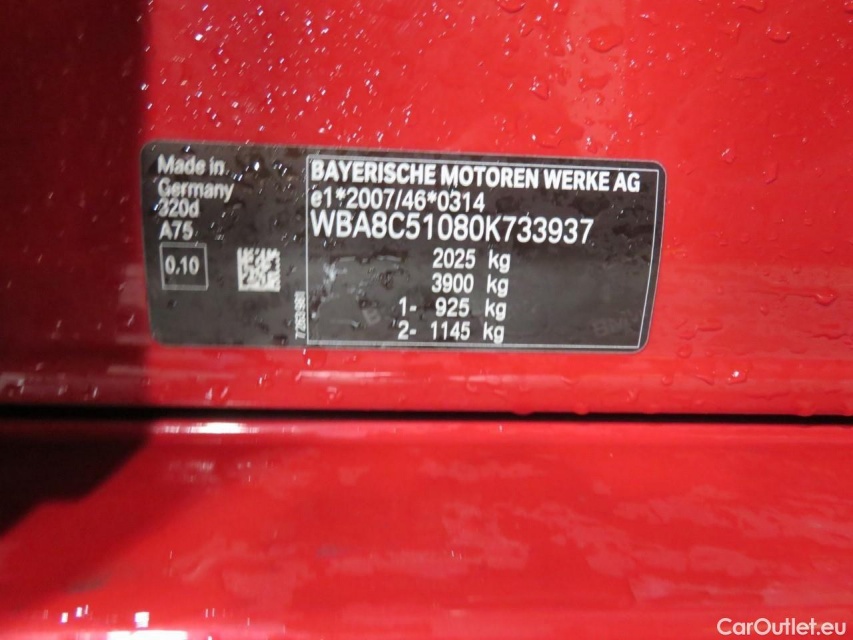 Made in
Germany
320d
A75
0.10
BAYERISCHE MOTOREN WERKE AG
e1*2007/46*0314
WBA8C51080K733937
2025 kg
3900 kg
1- 925 kg
2- 1145 kg
CarOutlet.eu